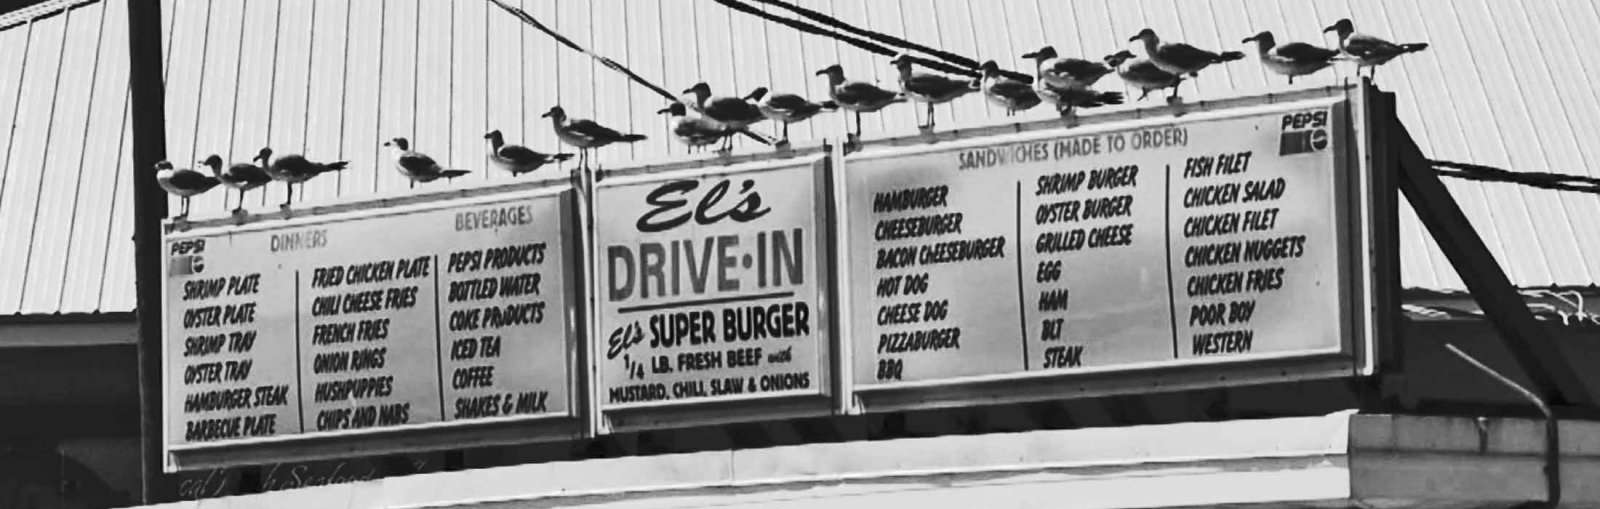 PEPSI
DINNERS
SHRIMP PLATE
OYSTER PLATE
SHRIMP TRAY
OYSTER TRAY
HAMBURGER STEAK
BARBECUE PLATE
FRIED CHICKEN PLATE
CHILI CHEESE FRIES
FRENCH FRIES
ONION RINGS
HUSHPUPPIES
CHIPS AND NABS
BEVERAGES
PEPSI PRODUCTS
BOTTLED WATER
COKE PRODUCTS
ICED TEA
COFFEE
SHAKES & MILK
El's
DRIVE·IN
El's SUPER BURGER
1/4 LB. FRESH BEEF with
MUSTARD, CHILI, SLAW & ONIONS
SANDWICHES (MADE TO ORDER)
PEPSI
HAMBURGER
CHEESEBURGER
BACON CHEESEBURGER
HOT DOG
CHEESE DOG
PIZZABURGER
BBQ
SHRIMP BURGER
OYSTER BURGER
GRILLED CHEESE
EGG
HAM
BLT
STEAK
FISH FILET
CHICKEN SALAD
CHICKEN FILET
CHICKEN NUGGETS
CHICKEN FRIES
POOR BOY
WESTERN